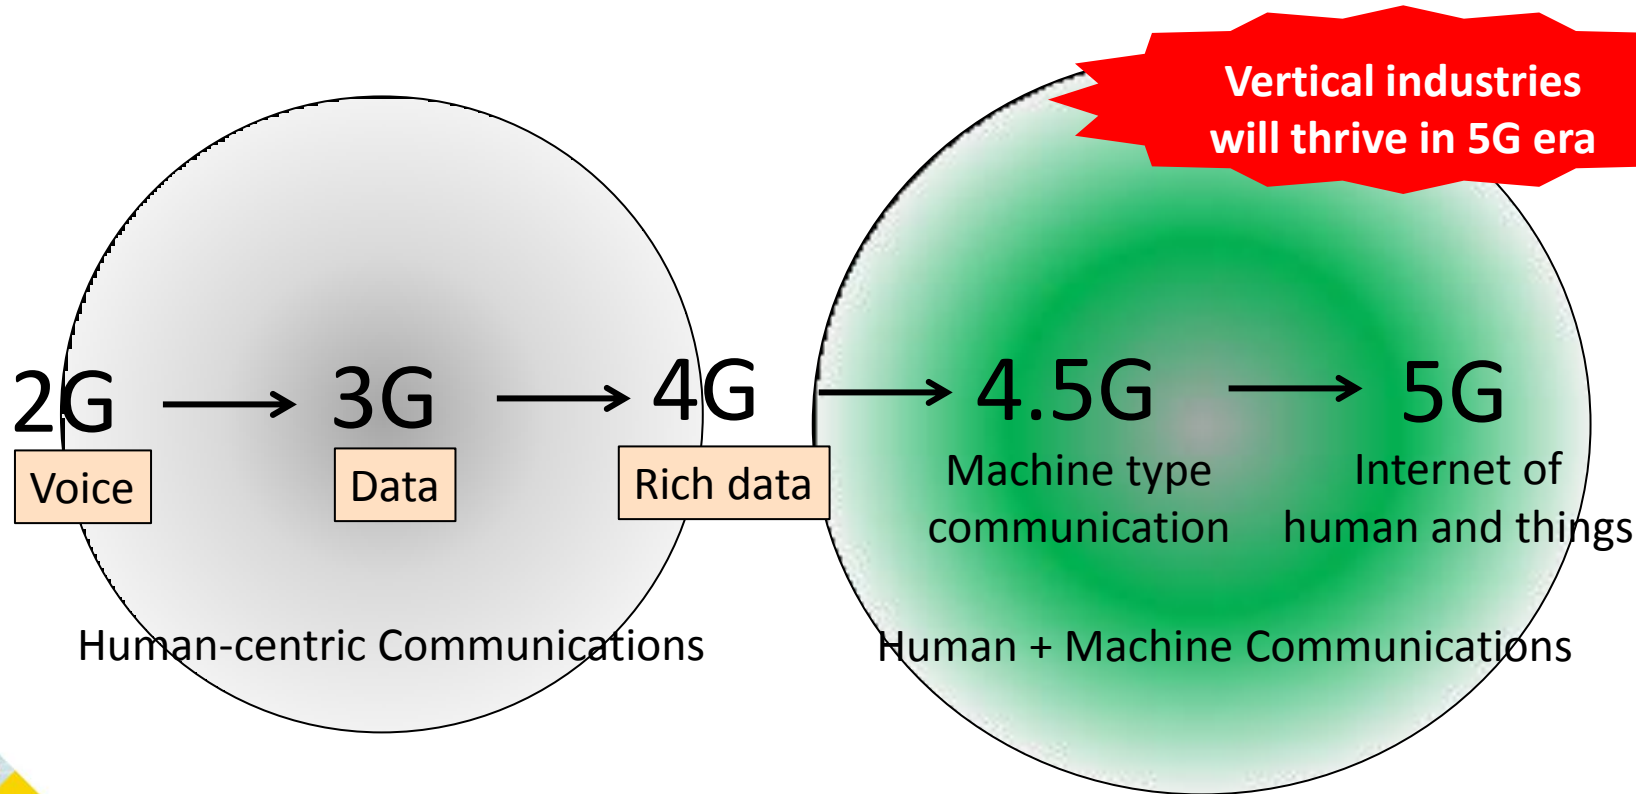 Vertical industries
will thrive in 5G era
2G
3G
4G
4.5G
5G
Voice
Data
Rich data
Machine type
communication
Internet of
human and things
Human-centric Communications
Human + Machine Communications